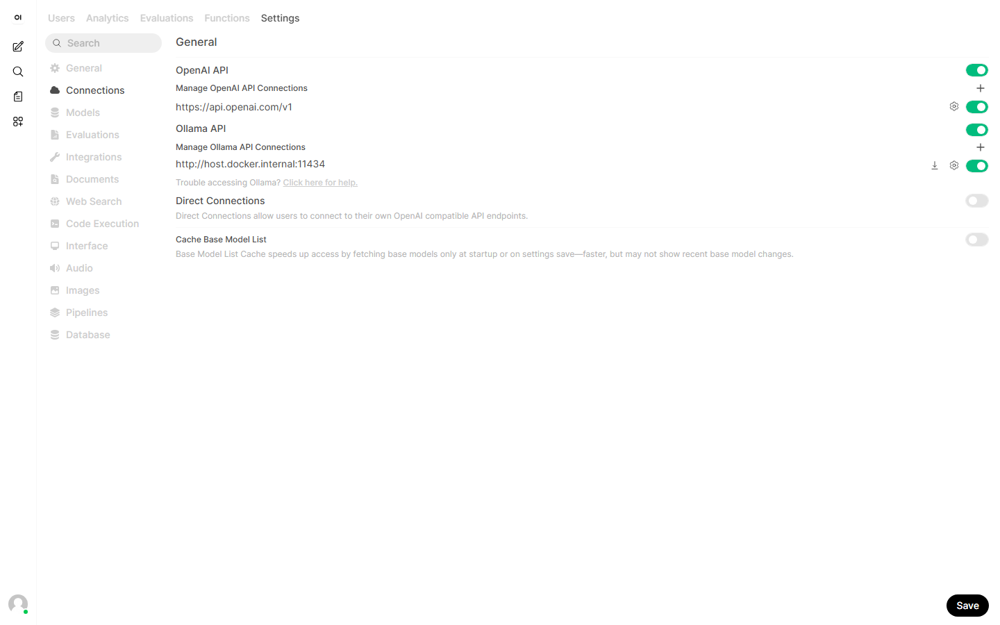 OI
Users Analytics Evaluations Functions Settings
Search
General
Connections
Models
Evaluations
Integrations
Documents
Web Search
Code Execution
Interface
Audio
Images
Pipelines
Database
General
OpenAI API
Manage OpenAI API Connections
https://api.openai.com/v1
Ollama API
Manage Ollama API Connections
http://host.docker.internal:11434
Trouble accessing Ollama? Click here for help.
Direct Connections
Direct Connections allow users to connect to their own OpenAI compatible API endpoints.
Cache Base Model List
Base Model List Cache speeds up access by fetching base models only at startup or on settings save—faster, but may not show recent base model changes.
Save